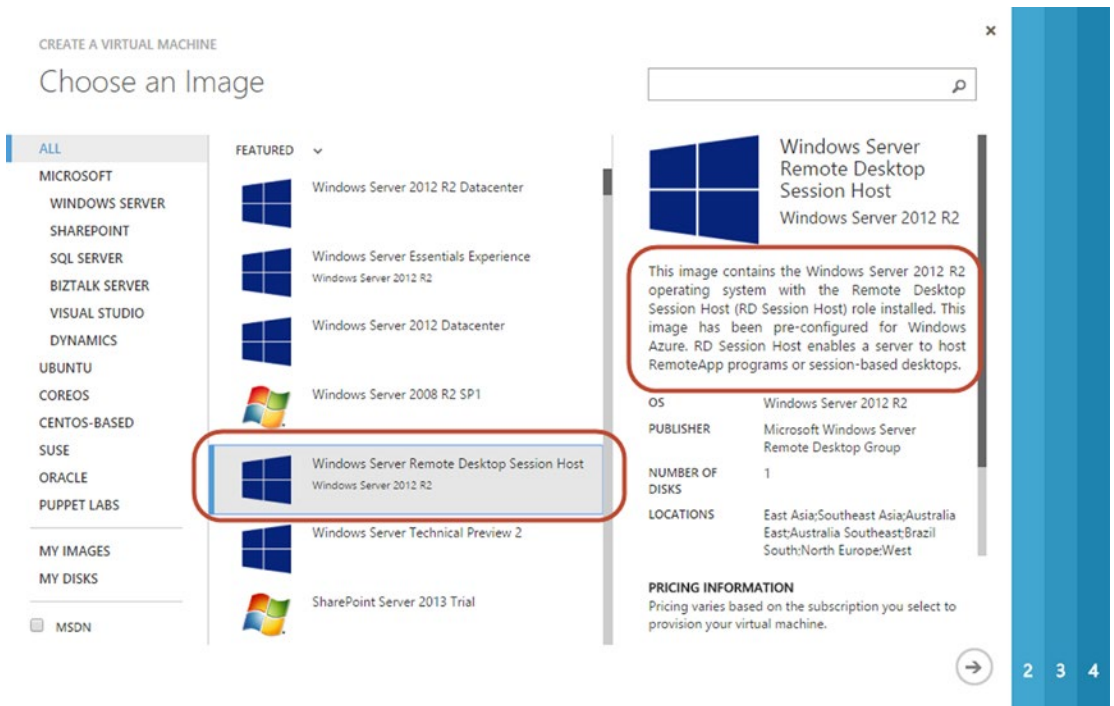 ×
CREATE A VIRTUAL MACHINE
Choose an Image
ALL
MICROSOFT
WINDOWS SERVER
SHAREPOINT
SQL SERVER
BIZTALK SERVER
VISUAL STUDIO
DYNAMICS
UBUNTU
COREOS
CENTOS-BASED
SUSE
ORACLE
PUPPET LABS
MY IMAGES
MY DISKS
MSDN
FEATURED
Windows Server 2012 R2 Datacenter
Windows Server Essentials Experience
Windows Server 2012 R2
Windows Server 2012 Datacenter
Windows Server 2008 R2 SP1
Windows Server Remote Desktop Session Host
Windows Server 2012 R2
Windows Server Technical Preview 2
SharePoint Server 2013 Trial
Windows Server
Remote Desktop
Session Host
Windows Server 2012 R2
This image contains the Windows Server 2012 R2
operating system with the Remote Desktop
Session Host (RD Session Host) role installed. This
image has been pre-configured for Windows
Azure. RD Session Host enables a server to host
RemoteApp programs or session-based desktops.
OS Windows Server 2012 R2
PUBLISHER Microsoft Windows Server
Remote Desktop Group
NUMBER OF 1
DISKS
LOCATIONS East Asia;Southeast Asia;Australia
East;Australia Southeast;Brazil
South;North Europe;West
PRICING INFORMATION
Pricing varies based on the subscription you select to
provision your virtual machine.
2 3 4